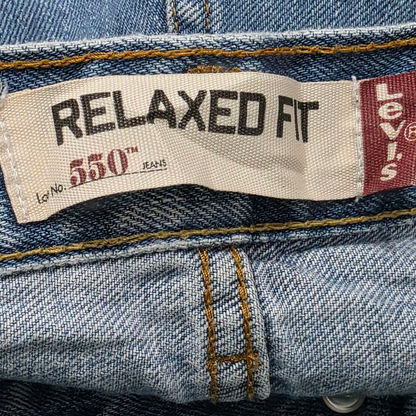 RELAXED FIT
Lot No. 550™ JEANS
Levi's®